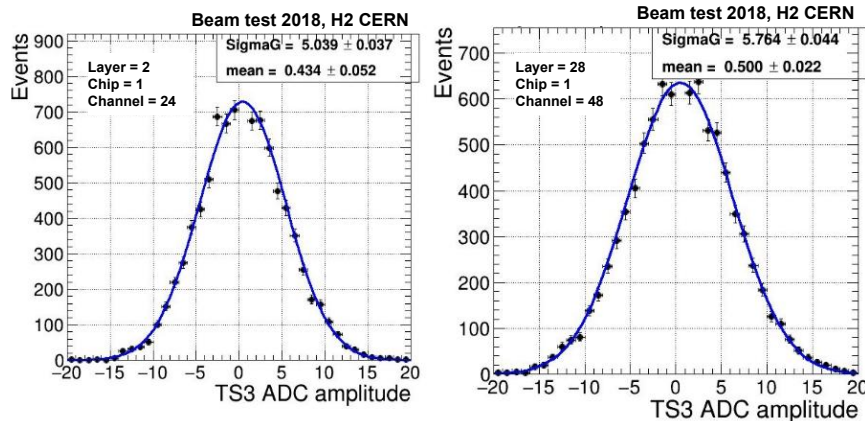 Beam test 2018, H2 CERN
SigmaG = 5.039 ± 0.037
mean = 0.434 ± 0.052
Layer = 2
Chip = 1
Channel = 24
Events
900
800
700
600
500
400
300
200
100
0
−20 −15 −10 −5 0 5 10 15 20
TS3 ADC amplitude
Beam test 2018, H2 CERN
SigmaG = 5.764 ± 0.044
mean = 0.500 ± 0.022
Layer = 28
Chip = 1
Channel = 48
Events
700
600
500
400
300
200
100
0
−20 −15 −10 −5 0 5 10 15 20
TS3 ADC amplitude